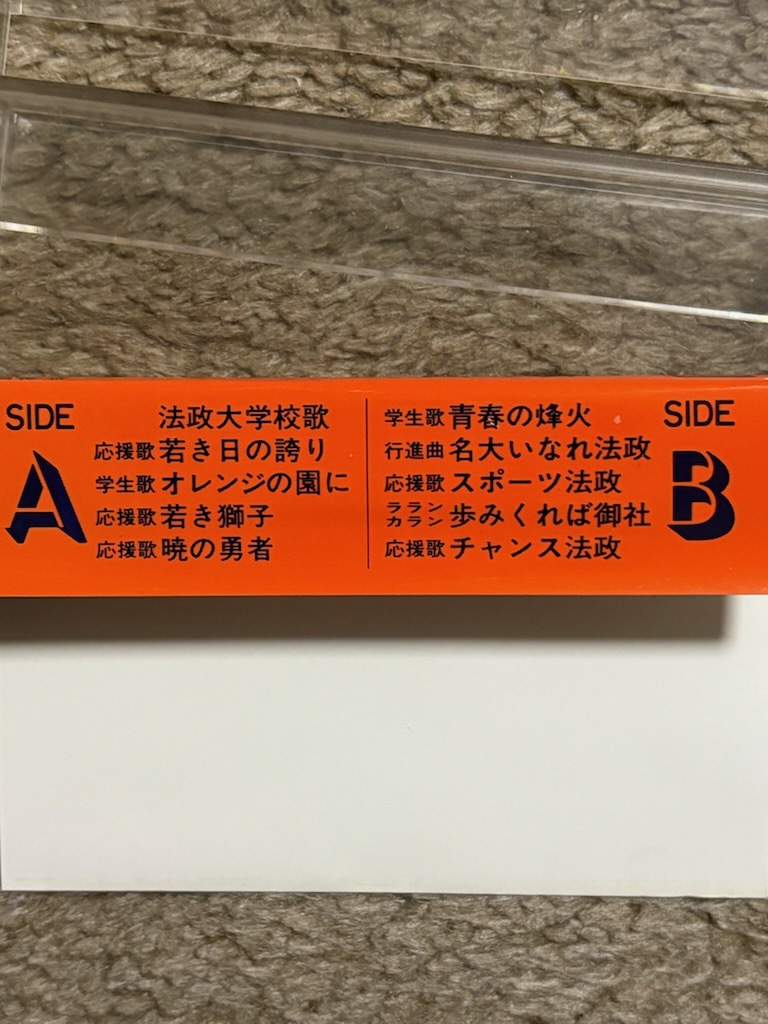 SIDE
A
法政大学校歌
応援歌 若き日の誇り
学生歌 オレンジの園に
応援歌 若き獅子
応援歌 暁の勇者
学生歌 青春の烽火
行進曲 名大いなれ法政
応援歌 スポーツ法政
ララン
カラン 歩みくれば御社
応援歌 チャンス法政
SIDE
B